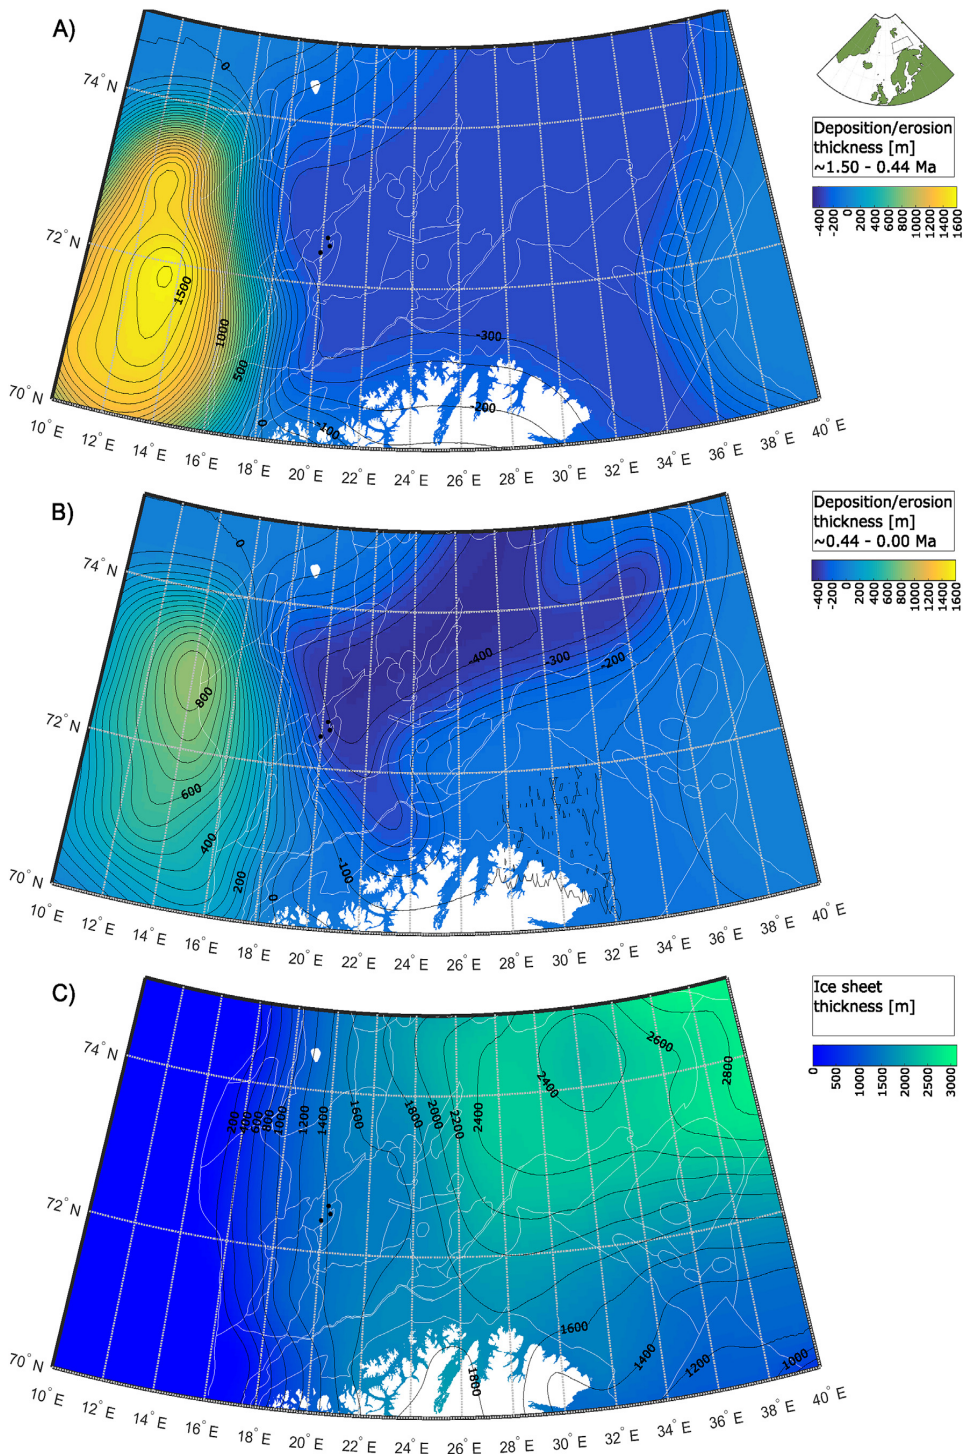 A)
74° N
72° N
70° N
10° E
12° E
14° E
16° E
18° E
20° E
22° E
24° E
26° E
28° E
30° E
32° E
34° E
36° E
38° E
40° E
0
1500
1000
500
0
-100
-200
-300
Deposition/erosion
thickness [m]
~1.50 - 0.44 Ma
-400
-200
0
200
400
600
800
1000
1200
1400
1600
B)
74° N
72° N
70° N
10° E
12° E
14° E
16° E
18° E
20° E
22° E
24° E
26° E
28° E
30° E
32° E
34° E
36° E
38° E
40° E
0
800
600
400
200
0
-100
-400
-300
-200
Deposition/erosion
thickness [m]
~0.44 - 0.00 Ma
-400
-200
0
200
400
600
800
1000
1200
1400
1600
C)
74° N
72° N
70° N
10° E
12° E
14° E
16° E
18° E
20° E
22° E
24° E
26° E
28° E
30° E
32° E
34° E
36° E
38° E
40° E
200
400
600
800
1000
1200
1400
1600
1800
2000
2200
2400
2400
2600
2800
1800
1600
1400
1200
1000
Ice sheet
thickness [m]
0
500
1000
1500
2000
2500
3000